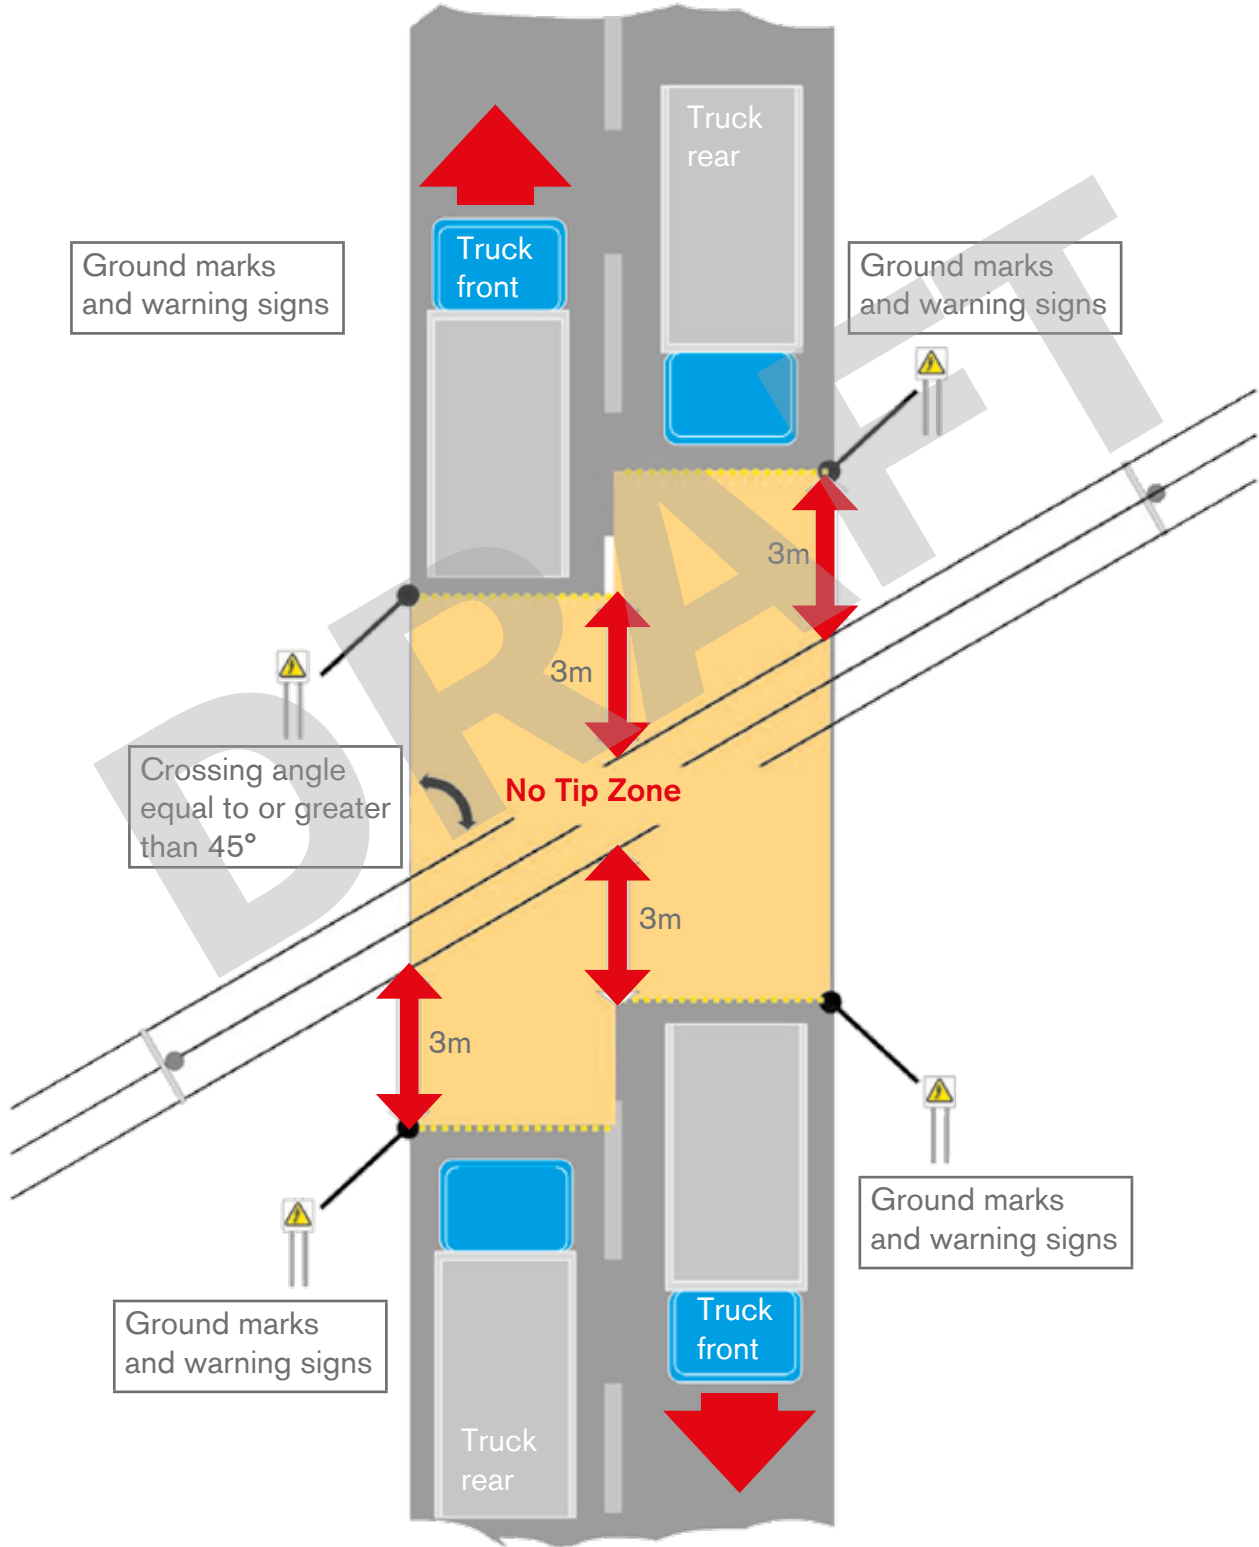 Truck
rear
Truck
front
Ground marks
and warning signs
Ground marks
and warning signs
3m
3m
Crossing angle
equal to or greater
than 45°
No Tip Zone
3m
3m
Ground marks
and warning signs
Ground marks
and warning signs
Truck
front
Truck
rear
DRAFT